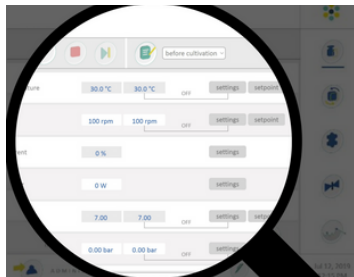 before cultivation
ture 30.0 °C 30.0 °C OFF settings setpoint
100 rpm 100 rpm OFF settings setpoint
ent 0 % settings
0 W settings
7.00 7.00 OFF settings setp
0.00 bar 0.00 bar OFF settings